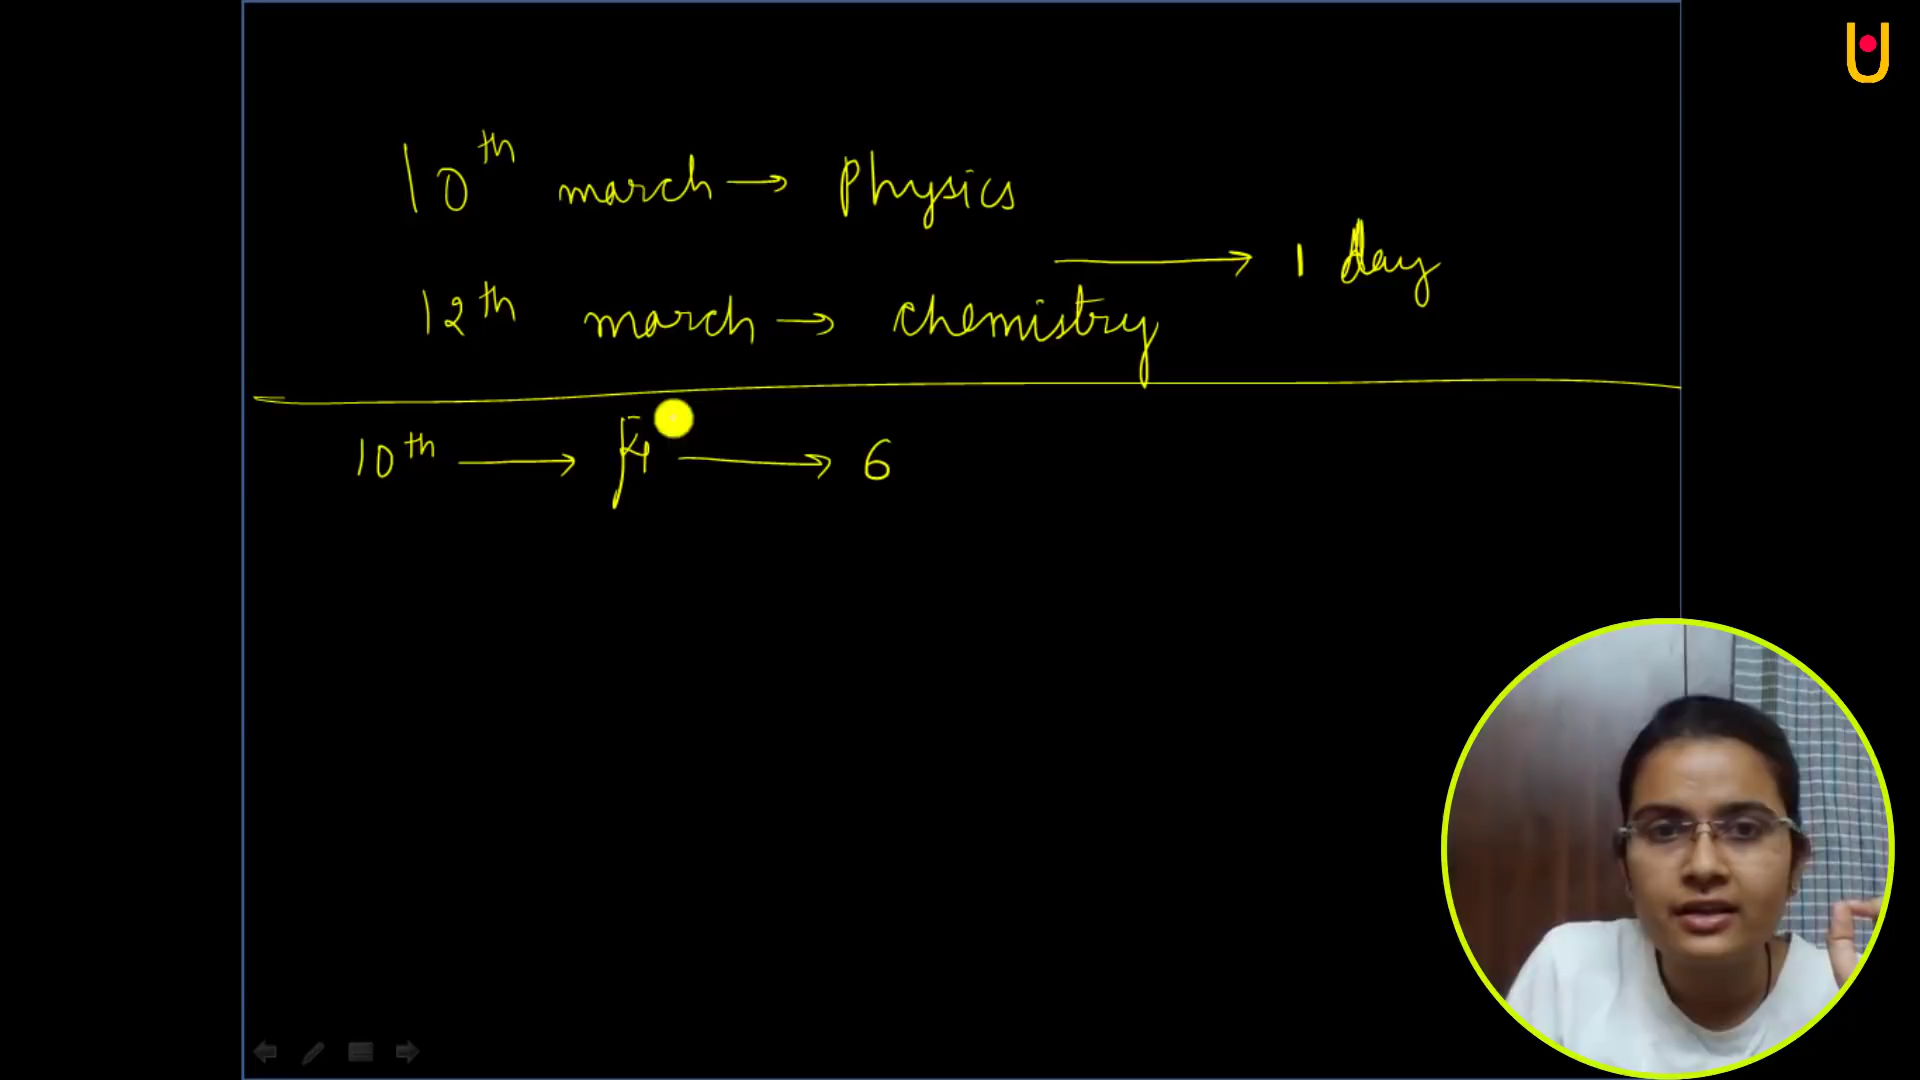 10th march → Physics
→ 1 day
12th march → chemistry
10th → → 6